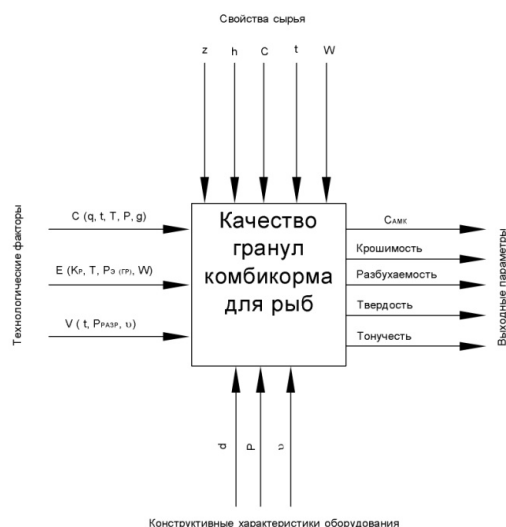 Свойства сырья
z h C t W
Технологические факторы
C (q, t, T, P, g)
E (KР, T, PЭ (ГР), W)
V ( t, PРАЗР, υ)
Качество
гранул
комбикорма
для рыб
CАМК
Крошимость
Разбухаемость
Твердость
Тонучесть
Выходные параметры
d P υ
Конструктивные характеристики оборудования